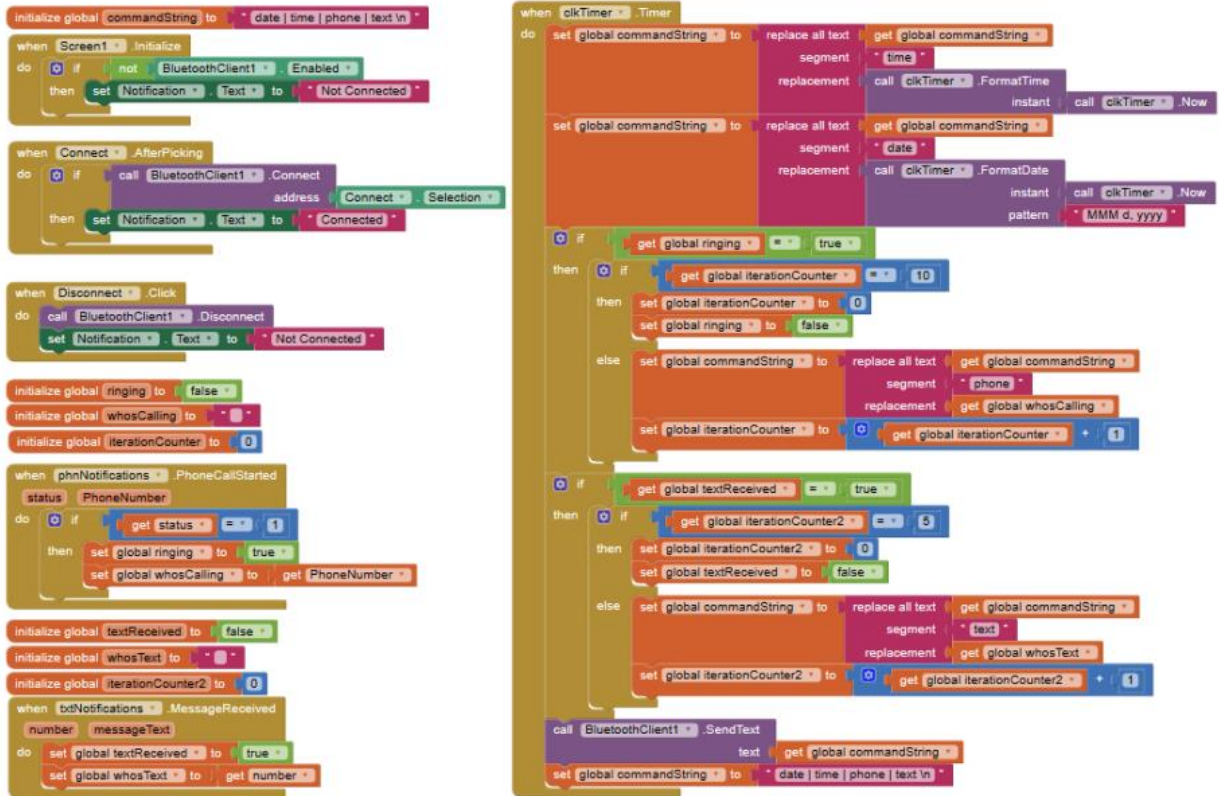 initialize global commandString to " date | time | phone | text \n "
when Screen1 .Initialize
do if not BluetoothClient1 . Enabled
then set Notification . Text to " Not Connected "
when Connect .AfterPicking
do if call BluetoothClient1 .Connect
address Connect . Selection
then set Notification . Text to " Connected "
when Disconnect .Click
do call BluetoothClient1 .Disconnect
set Notification . Text to " Not Connected "
initialize global ringing to false
initialize global whosCalling to " "
initialize global iterationCounter to 0
when phnNotifications .PhoneCallStarted
status PhoneNumber
do if get status = 1
then set global ringing to true
set global whosCalling to get PhoneNumber
initialize global textReceived to false
initialize global whosText to " "
initialize global iterationCounter2 to 0
when txtNotifications .MessageReceived
number messageText
do set global textReceived to true
set global whosText to get number
when clkTimer .Timer
do set global commandString to replace all text get global commandString
segment " time "
replacement call clkTimer .FormatTime
instant call clkTimer .Now
set global commandString to replace all text get global commandString
segment " date "
replacement call clkTimer .FormatDate
instant call clkTimer .Now
pattern " MMM d, yyyy "
if get global ringing = true
then if get global iterationCounter = 10
then set global iterationCounter to 0
set global ringing to false
else set global commandString to replace all text get global commandString
segment " phone "
replacement get global whosCalling
set global iterationCounter to get global iterationCounter + 1
if get global textReceived = true
then if get global iterationCounter2 = 5
then set global iterationCounter2 to 0
set global textReceived to false
else set global commandString to replace all text get global commandString
segment " text "
replacement get global whosText
set global iterationCounter2 to get global iterationCounter2 + 1
call BluetoothClient1 .SendText
text get global commandString
set global commandString to " date | time | phone | text \n "